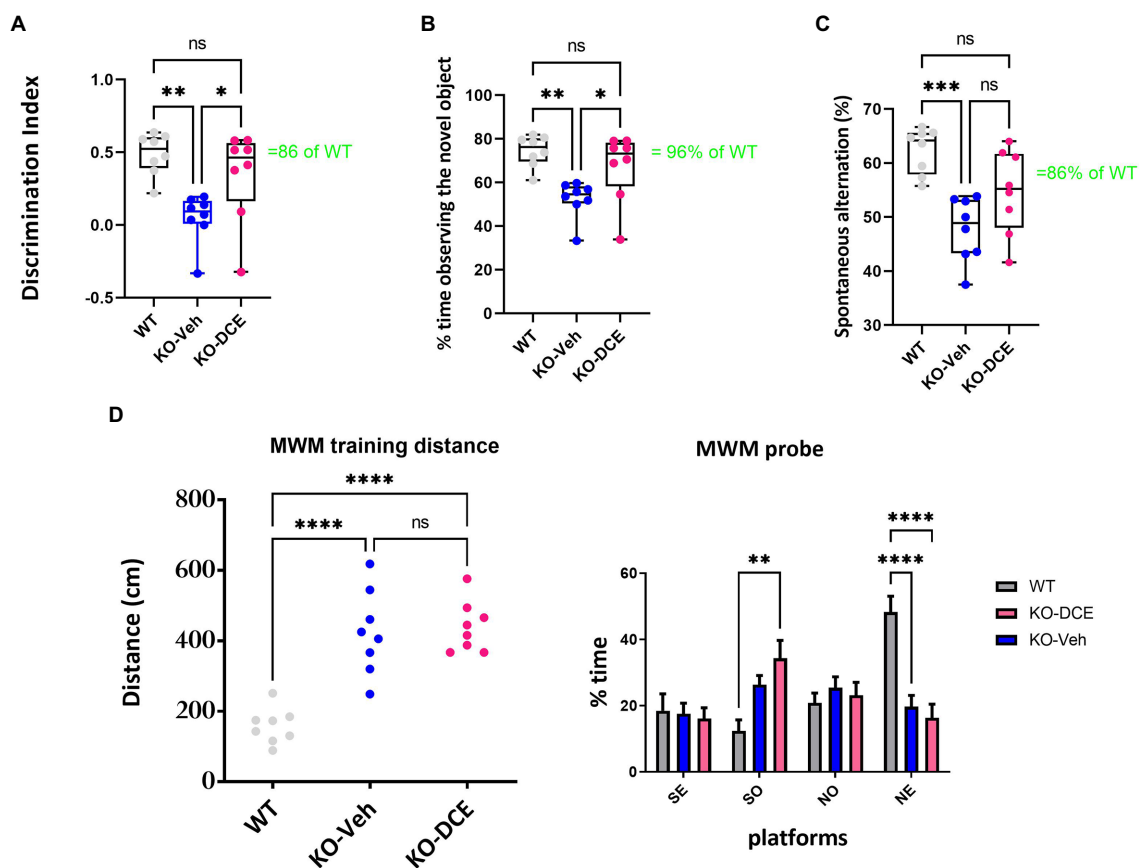 A
ns
** *
Discrimination Index
1.0
0.5
0.0
-0.5
=86 of WT
WT
KO-Veh
KO-DCE
B
ns
** *
% time observing the novel object
100
80
60
40
20
0
= 96% of WT
WT
KO-Veh
KO-DCE
C
ns
*** ns
Spontaneous alternation (%)
70
60
50
40
30
=86% of WT
WT
KO-Veh
KO-DCE
D
MWM training distance
****
**** ns
Distance (cm)
800
600
400
200
0
WT
KO-Veh
KO-DCE
MWM probe
****
** ****
% time
60
40
20
0
SE
SO
NO
NE
platforms
WT
KO-DCE
KO-Veh